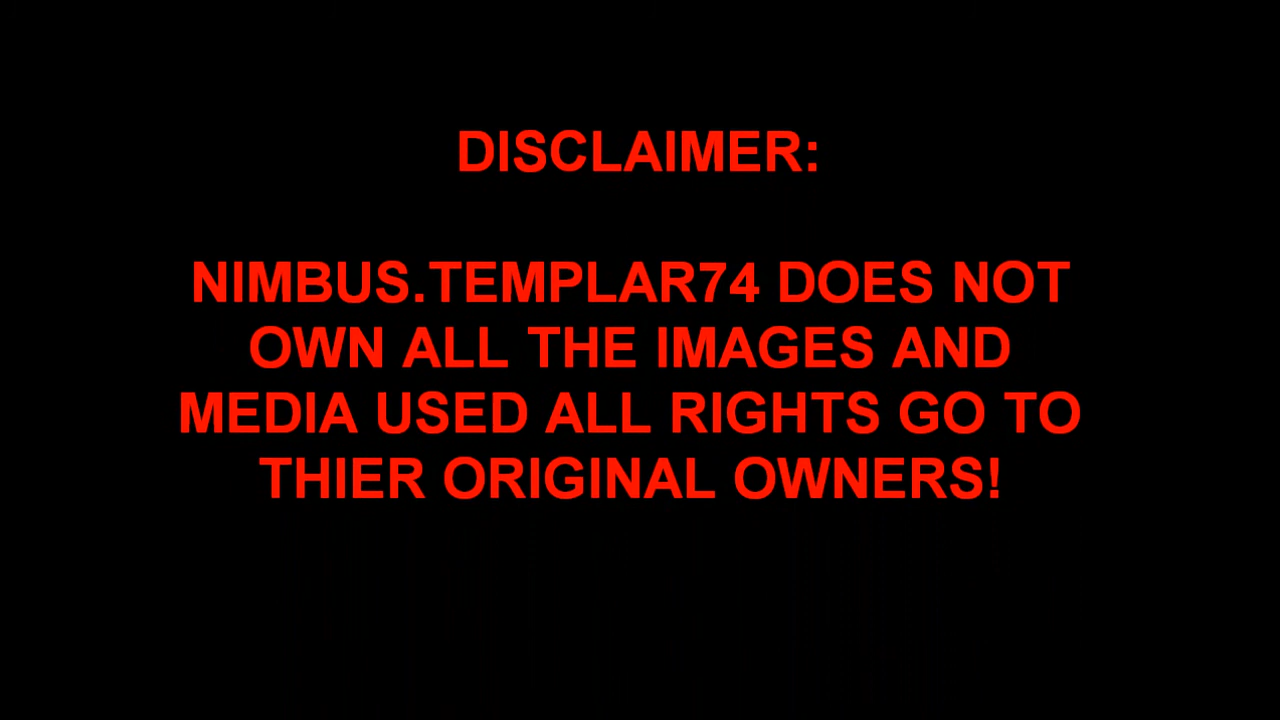 DISCLAIMER:
NIMBUS.TEMPLAR74 DOES NOT
OWN ALL THE IMAGES AND
MEDIA USED ALL RIGHTS GO TO
THIER ORIGINAL OWNERS!